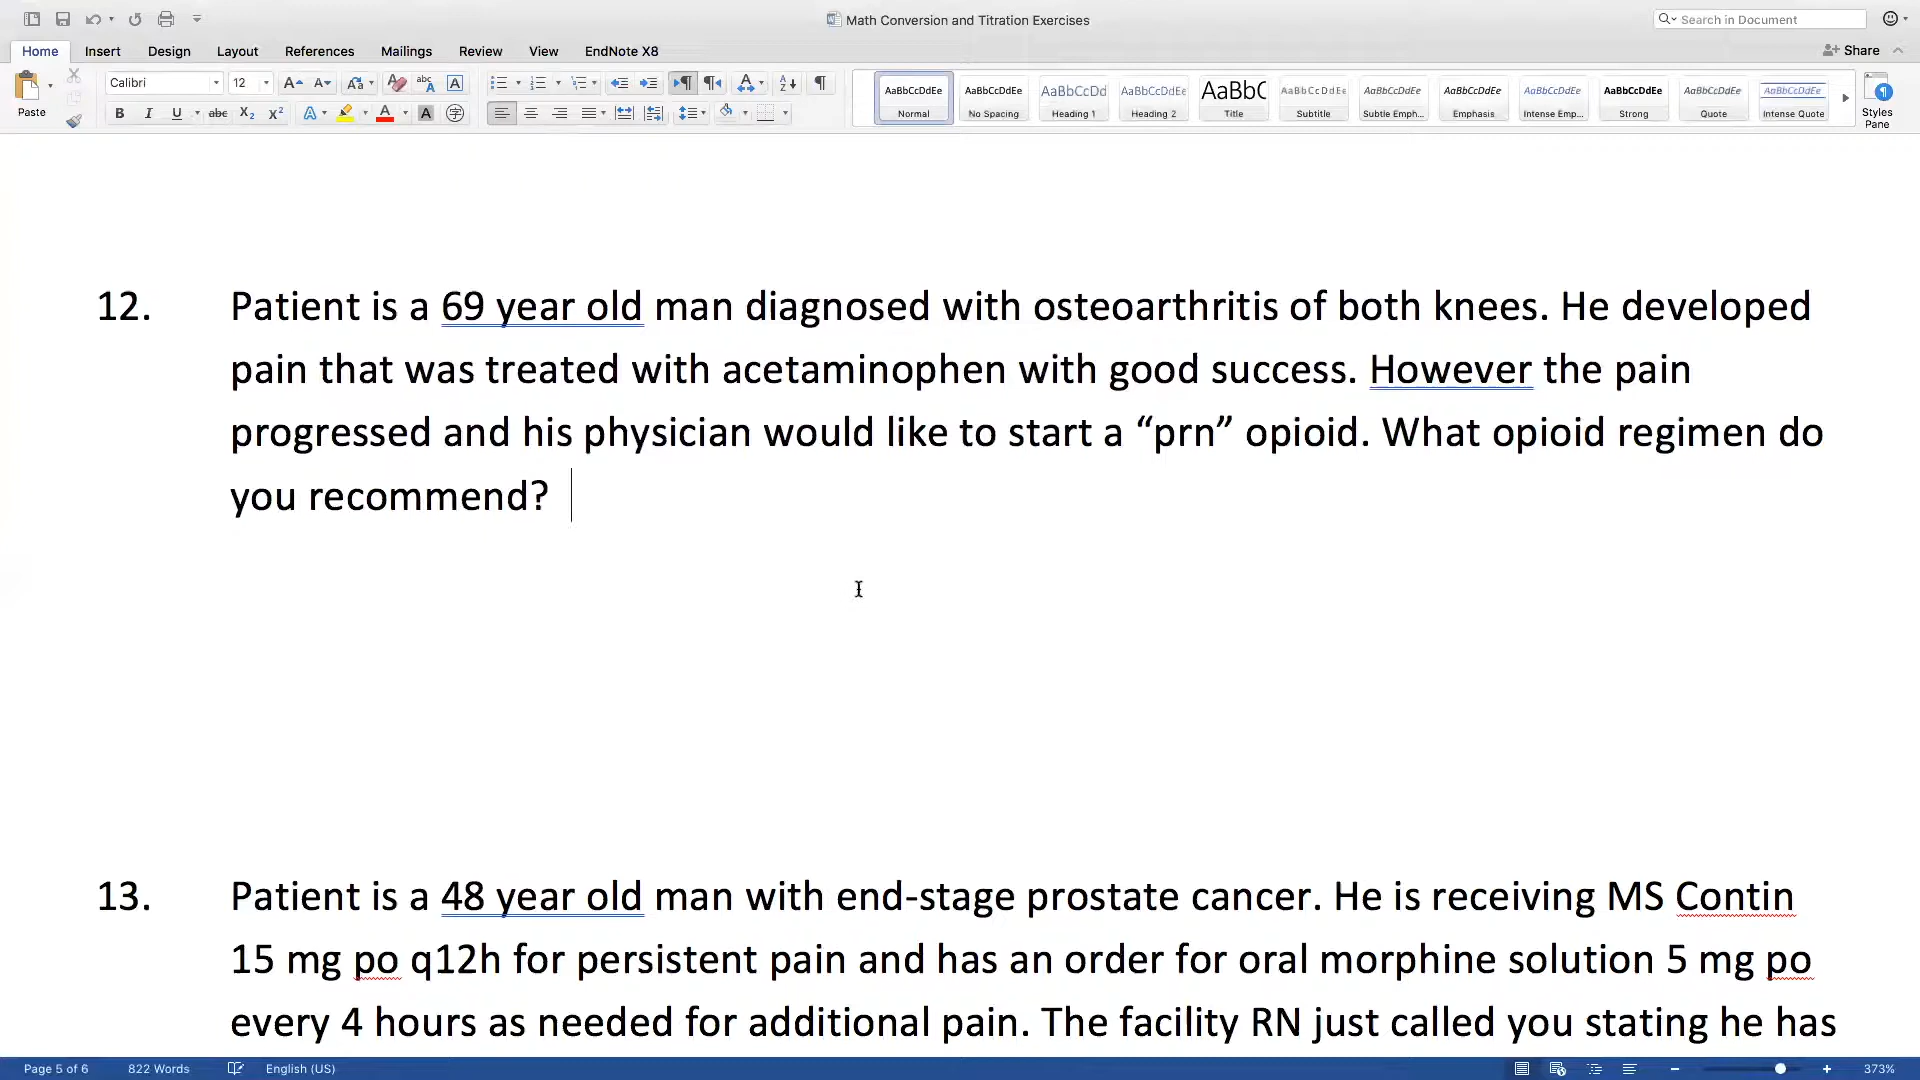 Math Conversion and Titration Exercises
Search in Document
Home Insert Design Layout References Mailings Review View EndNote X8
Share
Paste
Calibri 12
B I U abc X₂ X²
AaBbCcDdEe AaBbCcDdEe AaBbCcDd AaBbCcDdEe AaBbC AaBbCcDdEe AaBbCcDdEe AaBbCcDdEe AaBbCcDdEe AaBbCcDdEe AaBbCcDdEe AaBbCcDdEe
Normal No Spacing Heading 1 Heading 2 Title Subtitle Subtle Emph... Emphasis Intense Emp... Strong Quote Intense Quote
Styles
Pane
12. Patient is a 69 year old man diagnosed with osteoarthritis of both knees. He developed
pain that was treated with acetaminophen with good success. However the pain
progressed and his physician would like to start a “prn” opioid. What opioid regimen do
you recommend?
13. Patient is a 48 year old man with end-stage prostate cancer. He is receiving MS Contin
15 mg po q12h for persistent pain and has an order for oral morphine solution 5 mg po
every 4 hours as needed for additional pain. The facility RN just called you stating he has
Page 5 of 6 822 Words English (US) 373%